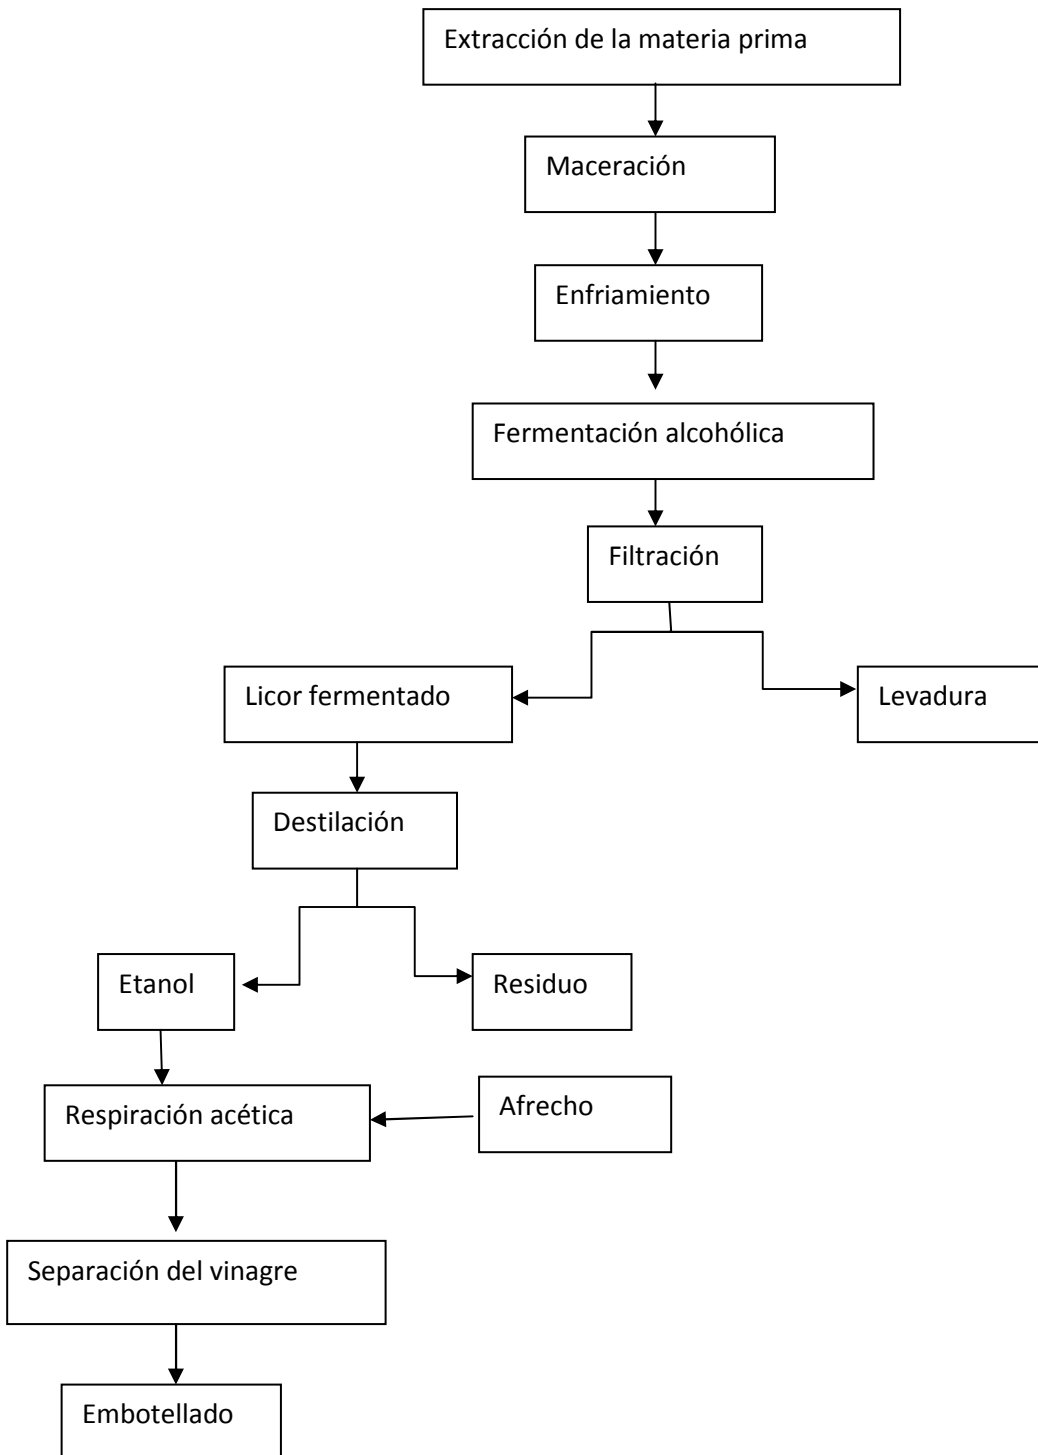 Extracción de la materia prima
Maceración
Enfriamiento
Fermentación alcohólica
Filtración
Licor fermentado
Levadura
Destilación
Etanol
Residuo
Respiración acética
Afrecho
Separación del vinagre
Embotellado